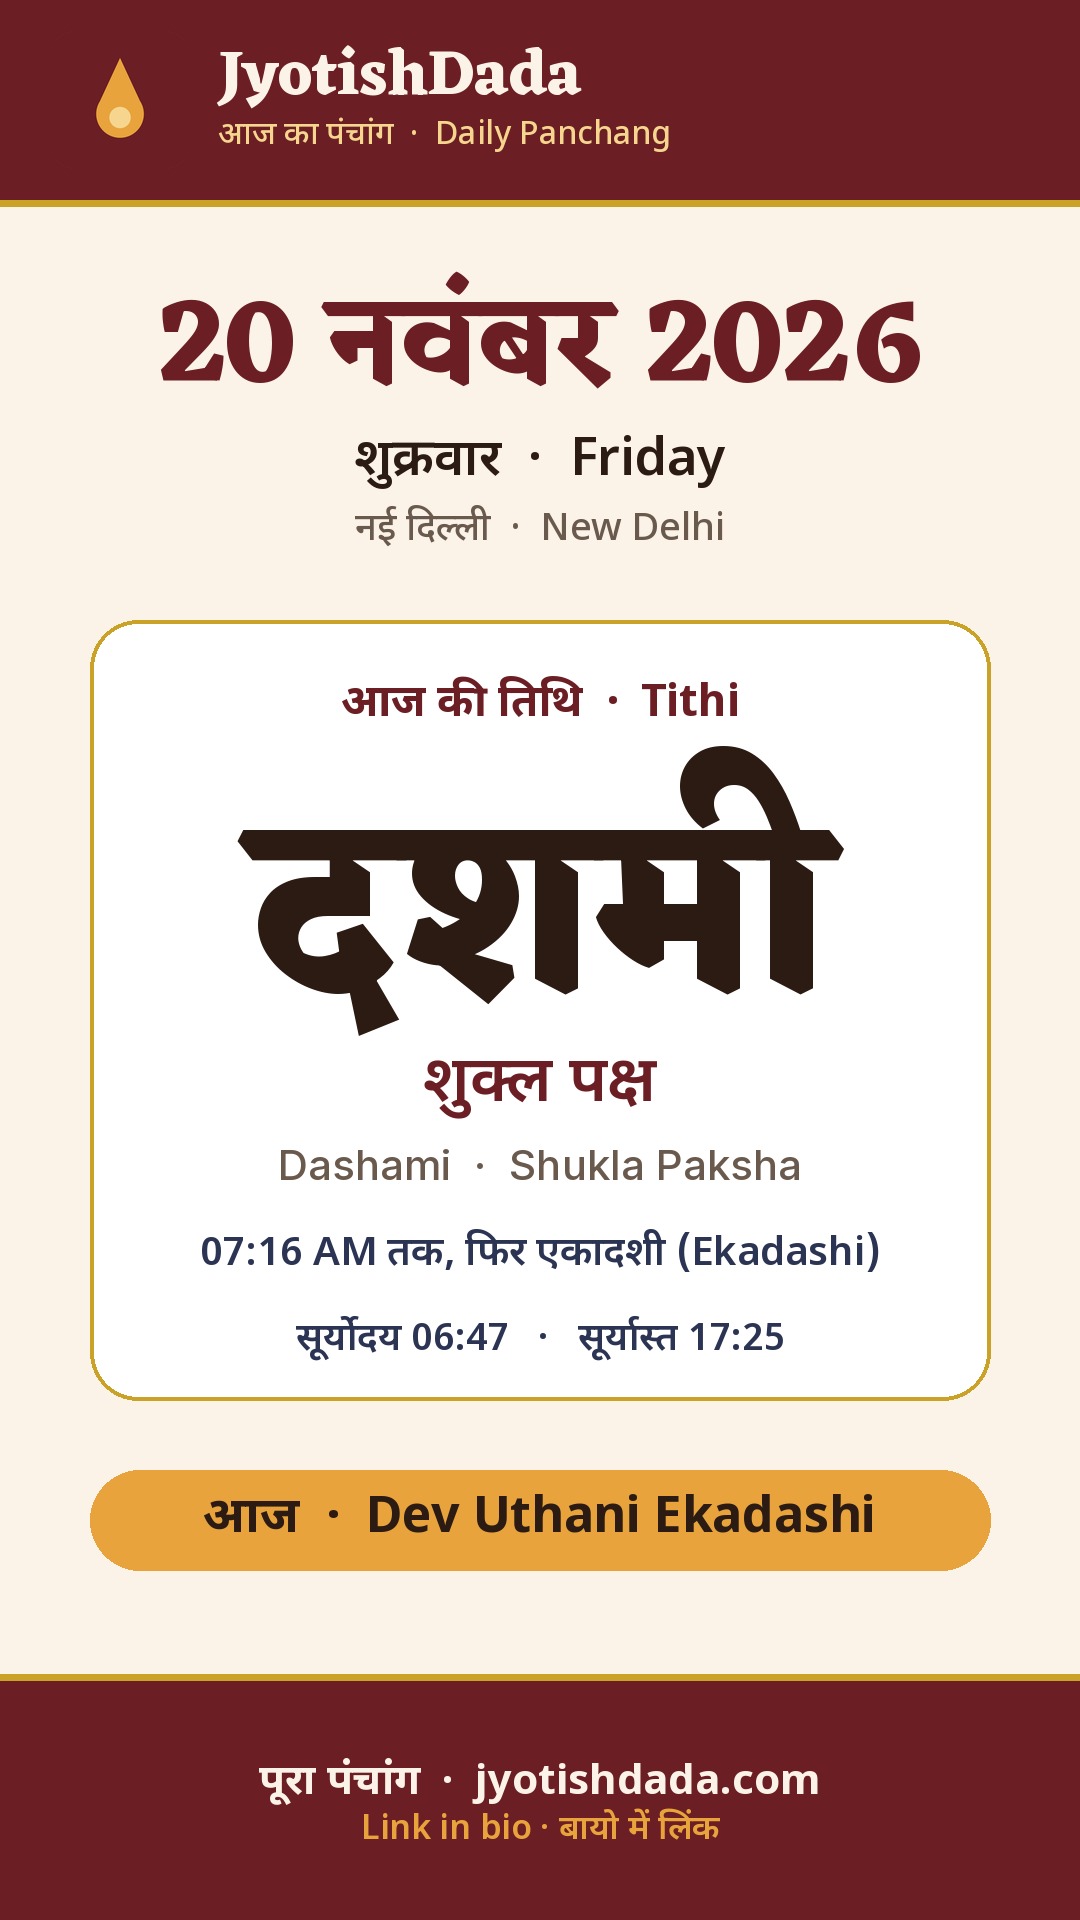 JyotishDada
आज का पंचांग · Daily Panchang
20 नवंबर 2026
शुक्रवार · Friday
नई दिल्ली · New Delhi
आज की तिथि · Tithi
दशमी
शुक्ल पक्ष
Dashami · Shukla Paksha
07:16 AM तक, फिर एकादशी (Ekadashi)
सूर्योदय 06:47 · सूर्यास्त 17:25
आज · Dev Uthani Ekadashi
पूरा पंचांग · jyotishdada.com
Link in bio · बायो में लिंक